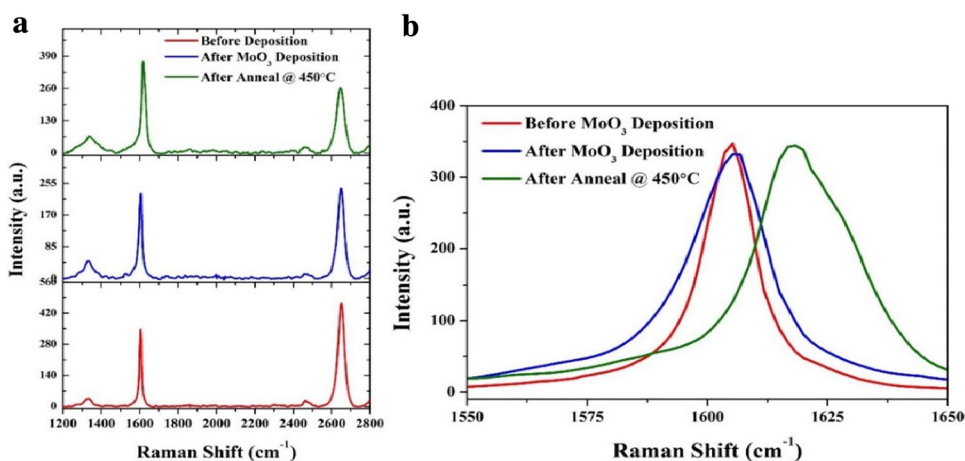 a
Before Deposition
After MoO3 Deposition
After Anneal @ 450°C
390
260
130
0
255
170
85
0
560
420
280
140
0
1200 1400 1600 1800 2000 2200 2400 2600 2800
Raman Shift (cm-1)
Intensity (a.u.)
b
Before MoO3 Deposition
After MoO3 Deposition
After Anneal @ 450°C
400
300
200
100
0
1550 1575 1600 1625 1650
Raman Shift (cm-1)
Intensity (a.u.)